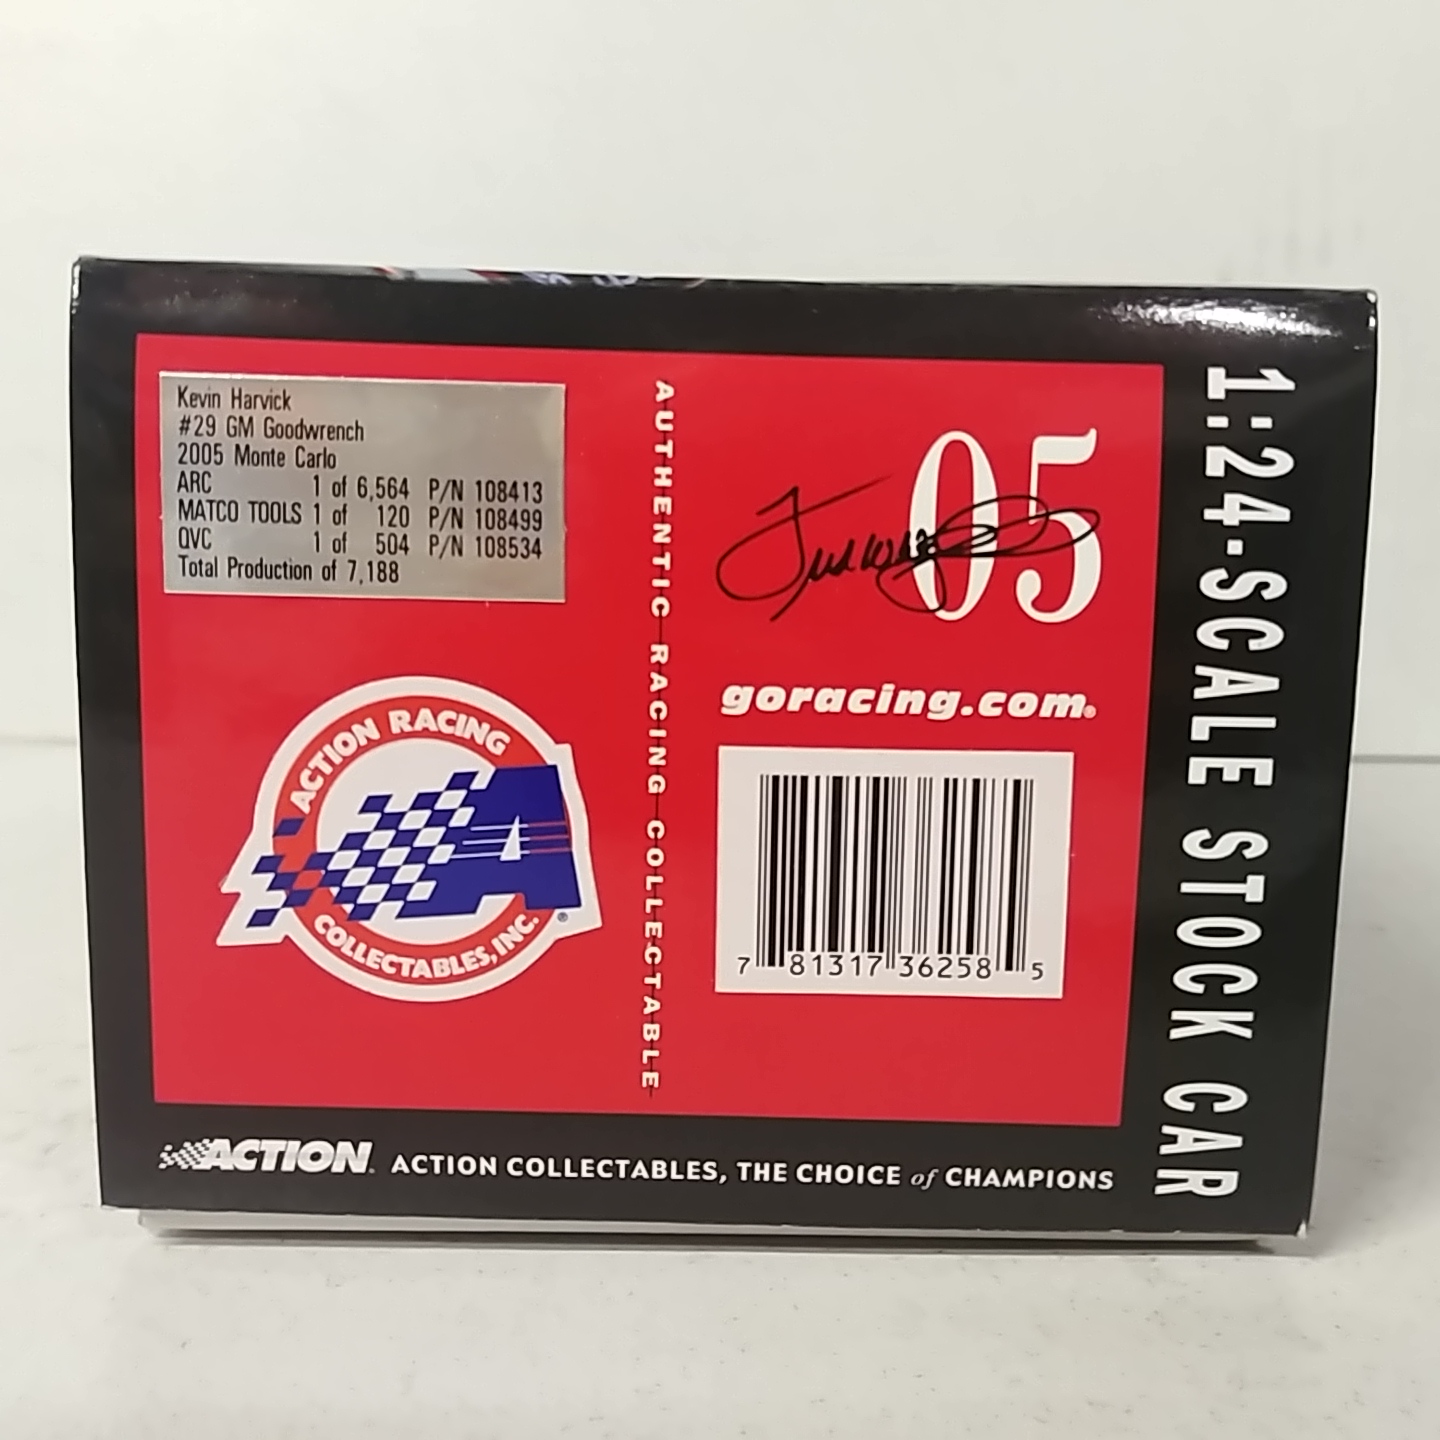 Kevin Harvick
#29 GM Goodwrench
2005 Monte Carlo
ARC 1 of 6,564 P/N 108413
MATCO TOOLS 1 of 120 P/N 108499
QVC 1 of 504 P/N 108534
Total Production of 7,188
ACTION RACING
COLLECTABLES, INC.®
AUTHENTIC RACING COLLECTABLE
05
goracing.com®
7 81317 36258 5
1:24-SCALE STOCK CAR
ACTION® ACTION COLLECTABLES, THE CHOICE of CHAMPIONS